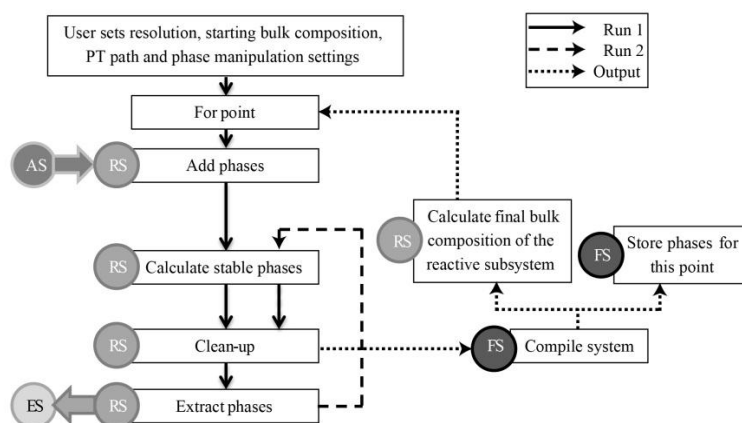 User sets resolution, starting bulk composition,
PT path and phase manipulation settings
Run 1
Run 2
Output
For point
AS
RS
Add phases
RS
Calculate stable phases
RS
Calculate final bulk
composition of the
reactive subsystem
FS
Store phases for
this point
RS
Clean-up
FS
Compile system
ES
RS
Extract phases